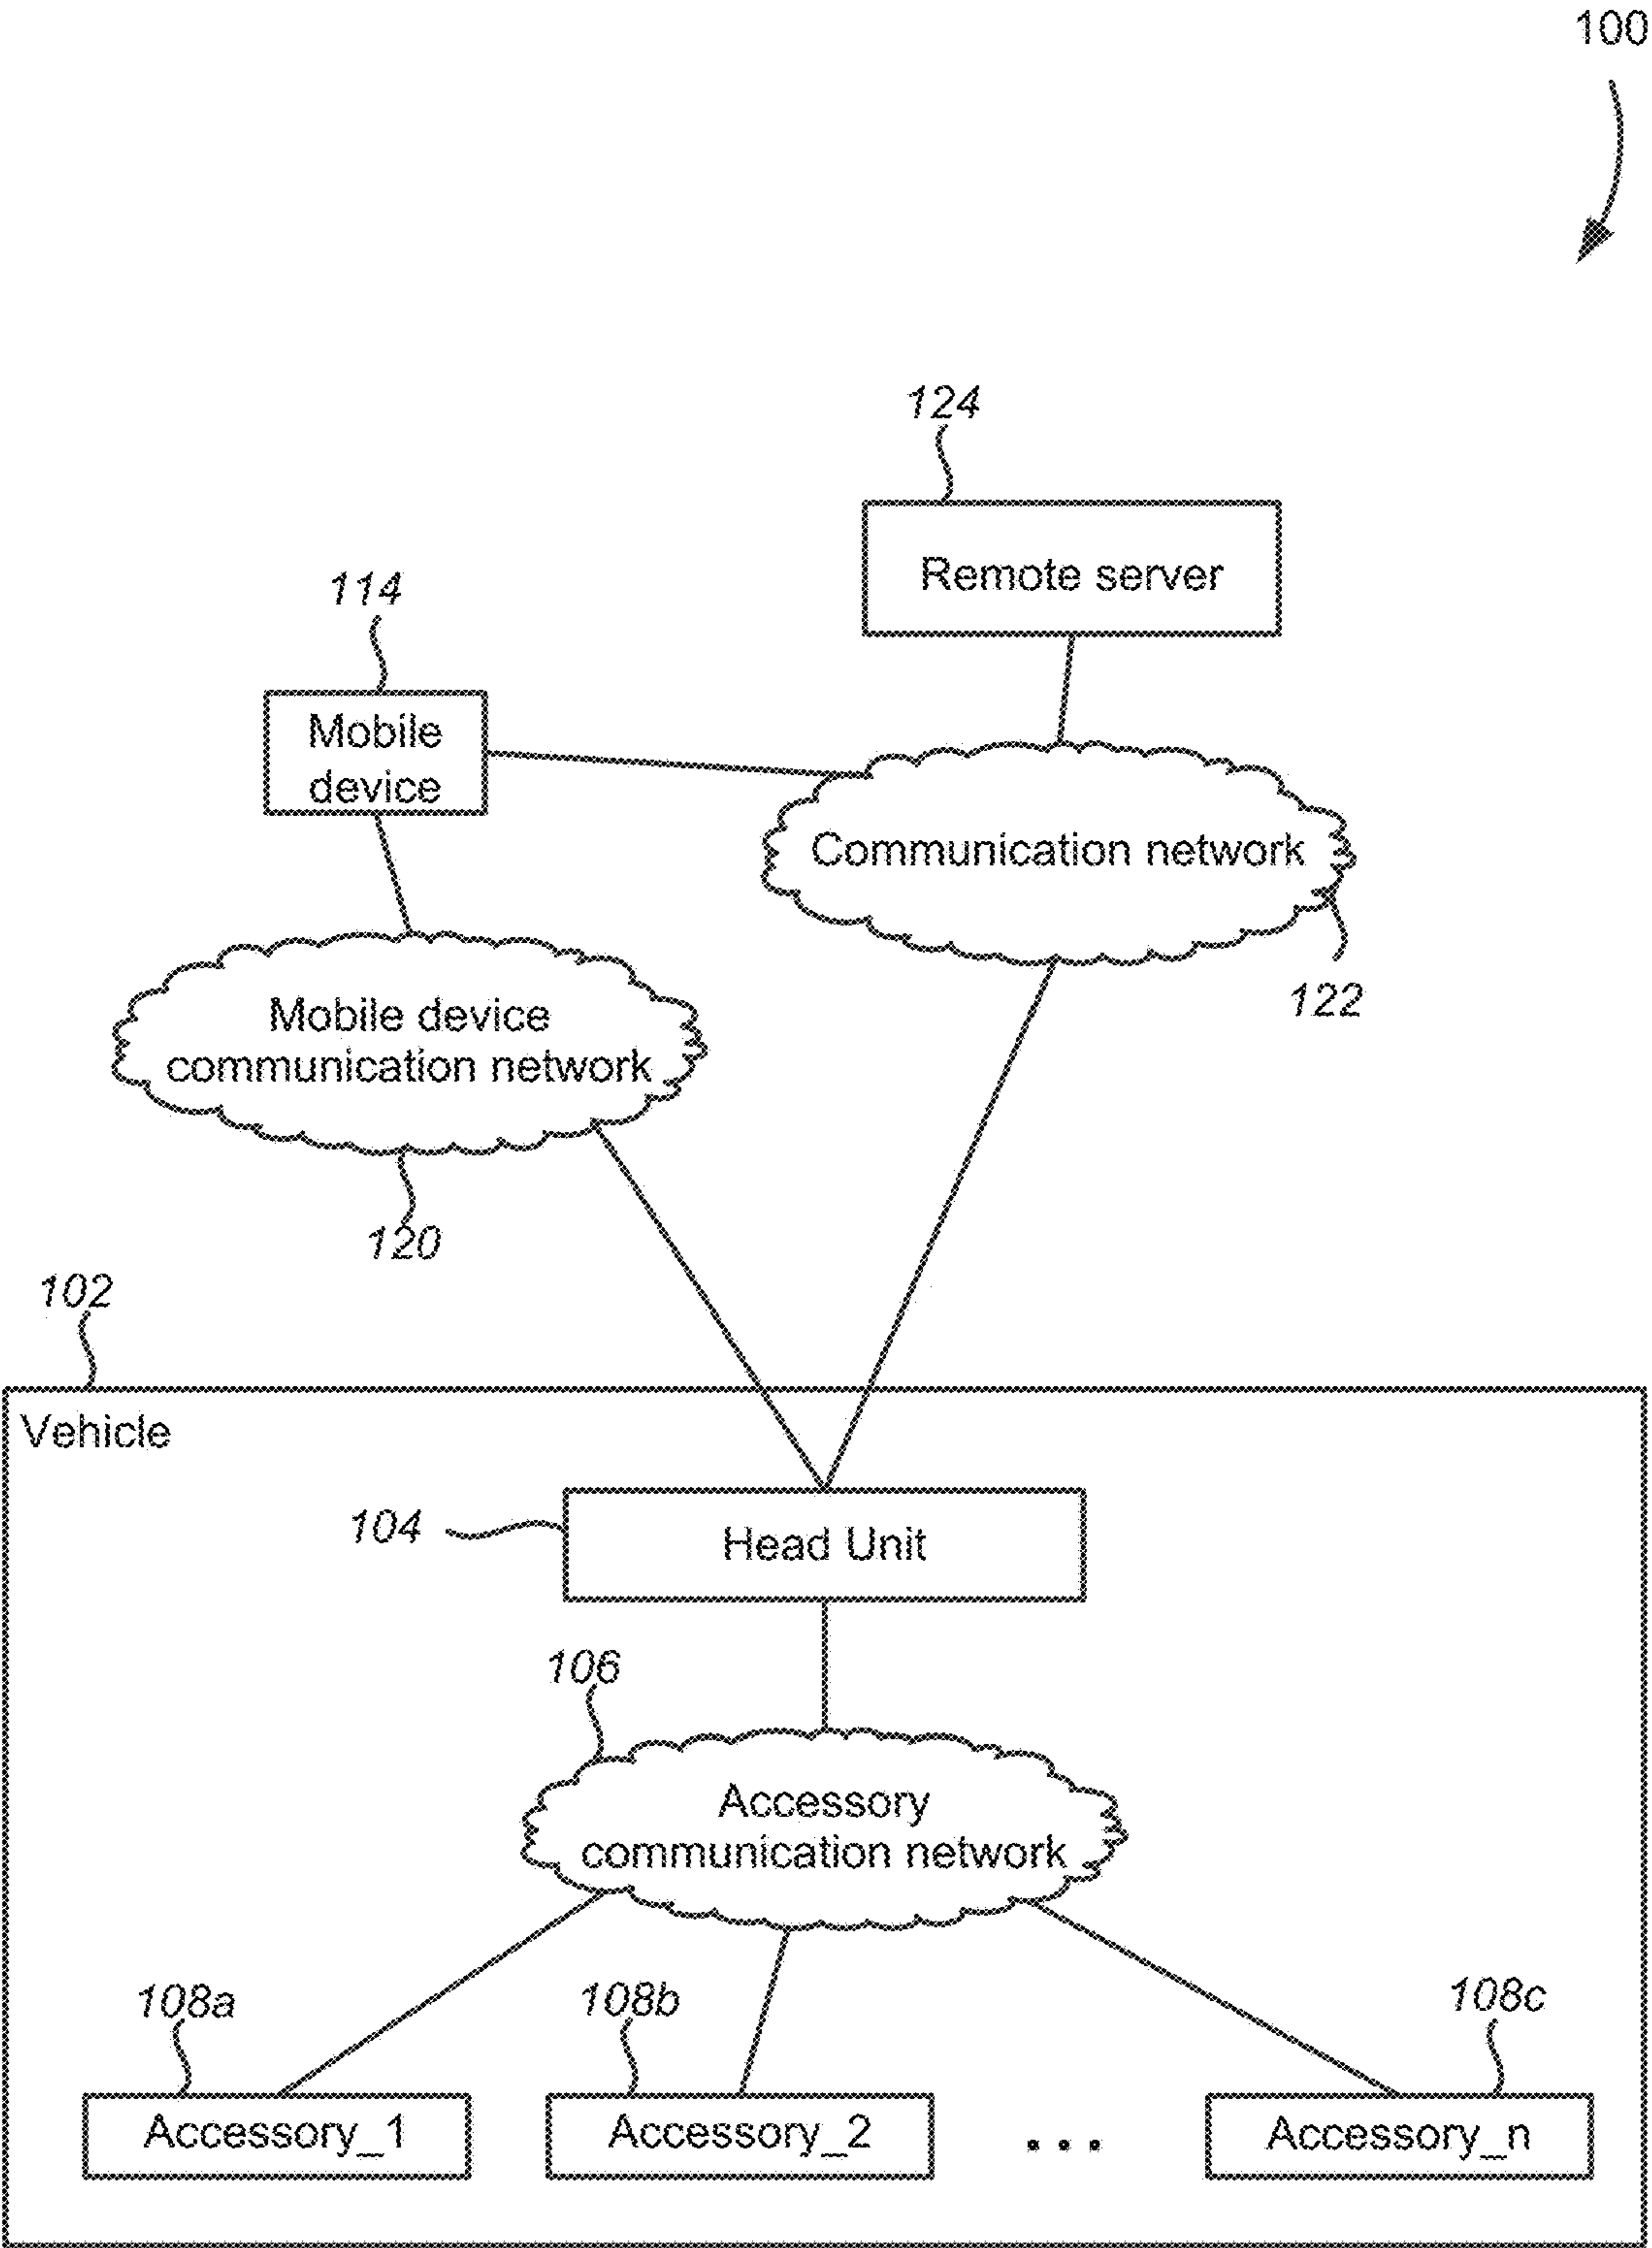 100
124
Remote server
114
Mobile
device
Communication network
122
Mobile device
communication network
120
102
Vehicle
104
Head Unit
106
Accessory
communication network
108a
108b
108c
Accessory_1
Accessory_2
...
Accessory_n